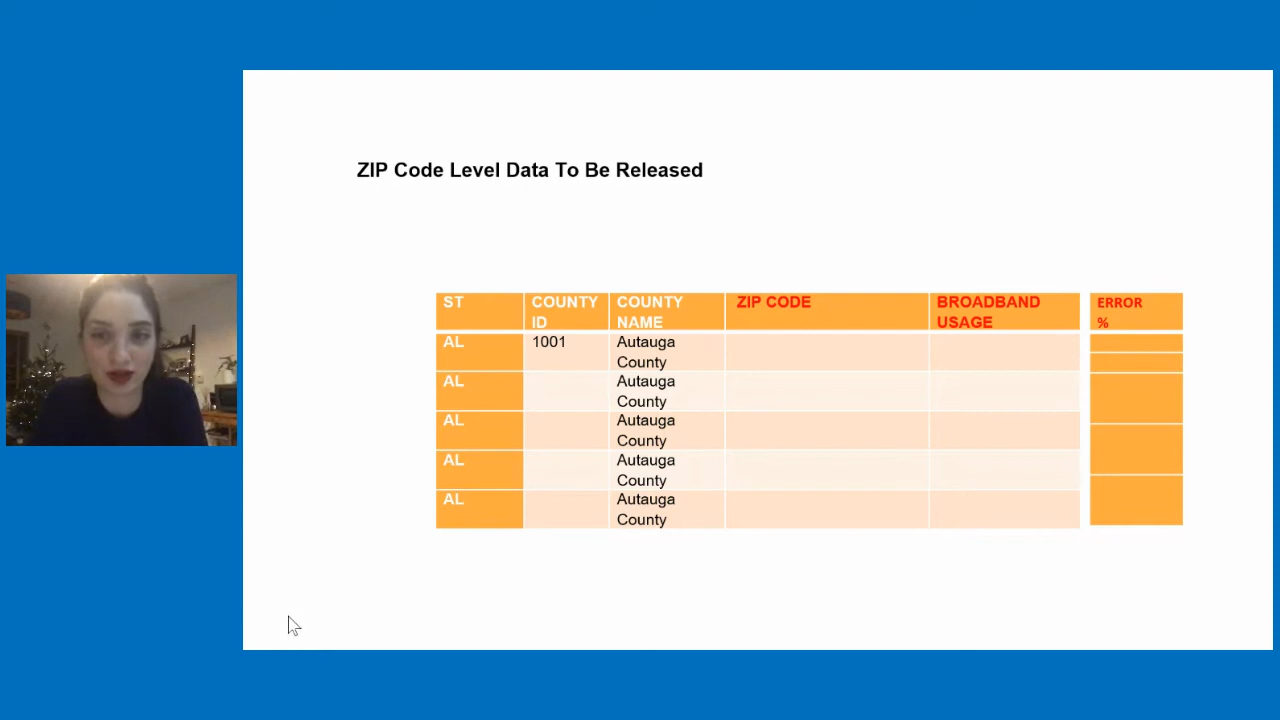 ZIP Code Level Data To Be Released
ST COUNTY ID COUNTY NAME ZIP CODE BROADBAND USAGE ERROR %
AL 1001 Autauga County
AL Autauga County
AL Autauga County
AL Autauga County
AL Autauga County